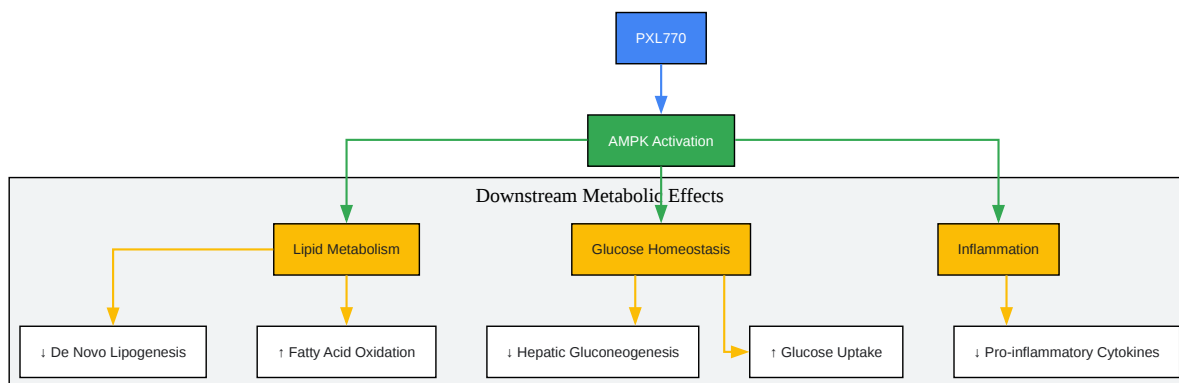 PXL770
AMPK Activation
Downstream Metabolic Effects
Lipid Metabolism
Glucose Homeostasis
Inflammation
↓ De Novo Lipogenesis
↑ Fatty Acid Oxidation
↓ Hepatic Gluconeogenesis
↑ Glucose Uptake
↓ Pro-inflammatory Cytokines